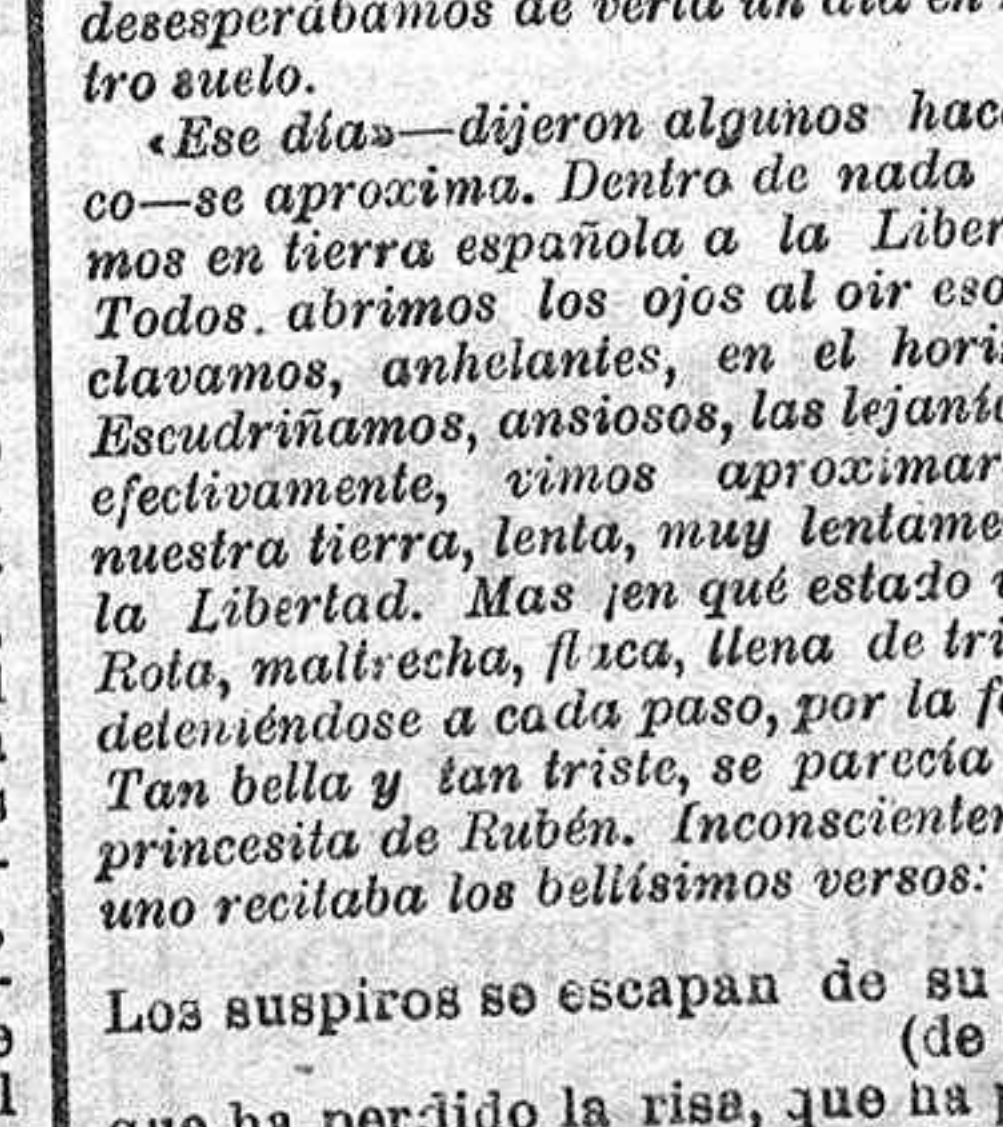 desesperábamos de verla un día en
tro suelo.
«Ese día»—dijeron algunos hac
co—se aproxima. Dentro de nada
mos en tierra española a la Liber
Todos. abrimos los ojos al oir eso
clavamos, anhelantes, en el hori
Escudriñamos, ansiosos, las lejaní
efectivamente, vimos aproximar
nuestra tierra, lenta, muy lentame
la Libertad. Mas ¡en qué estado
Rota, maltrecha, flaca, llena de tri
deteniéndose a cada paso, por la f
Tan bella y tan triste, se parecía
princesita de Rubén. Inconsciente
uno recitaba los bellísimos versos:
Los suspiros se escapan de su
(de
que ha perdido la risa, que ha